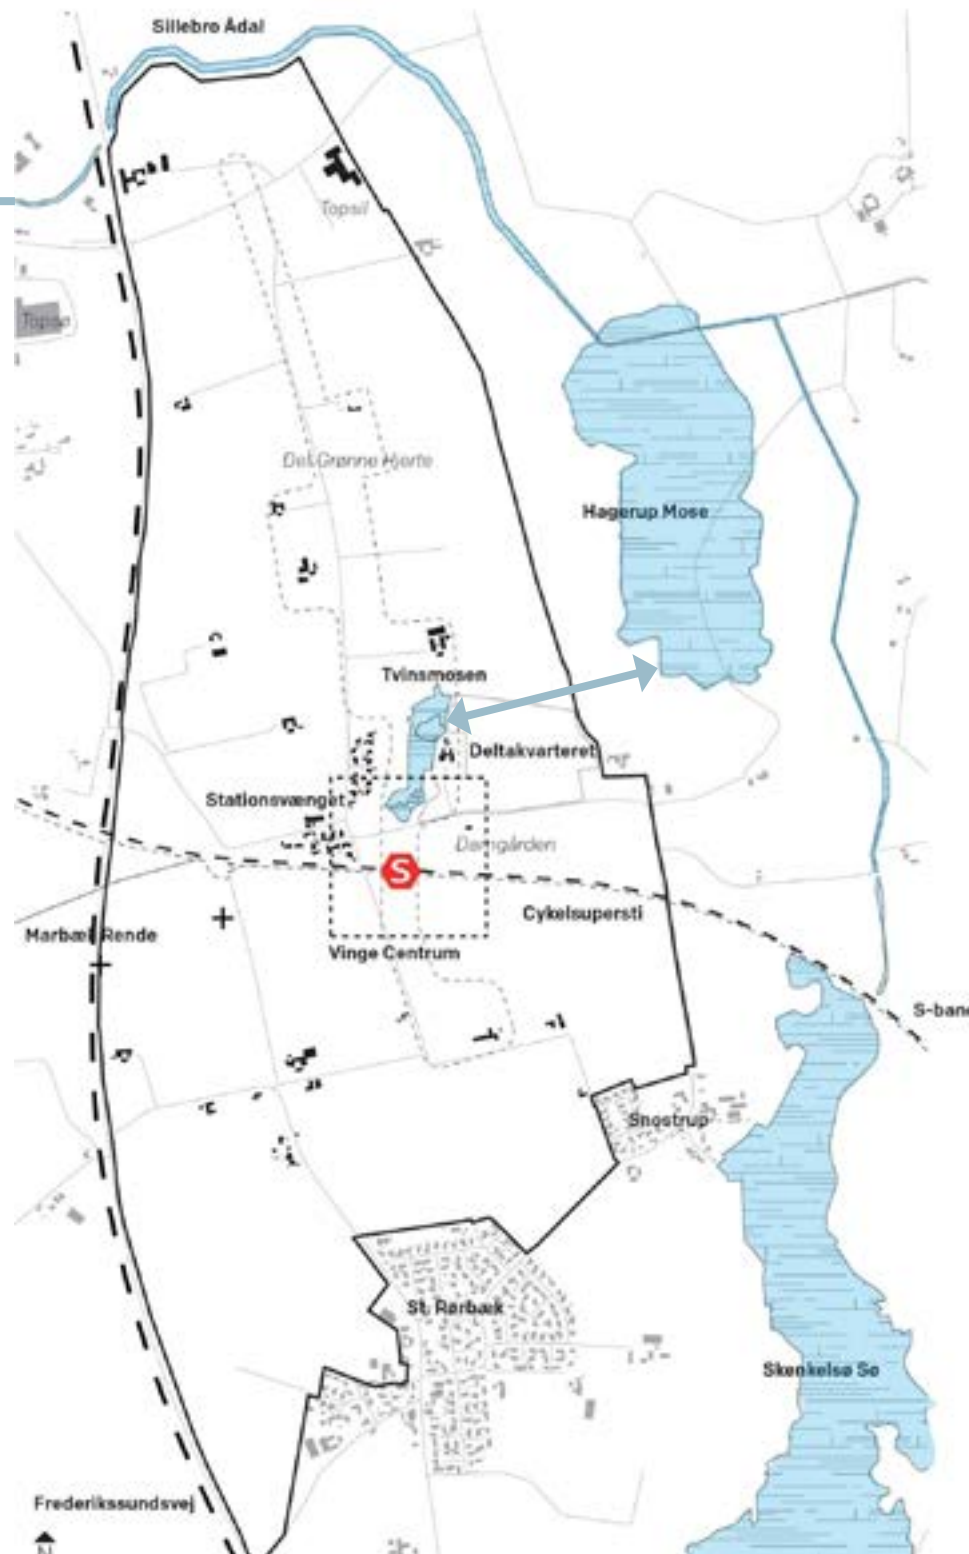 Sillebro Ådal
Topsil
Topsø
Det Grønne Hjerte
Hagerup Mose
Tvinsmosen
Deltakvarteret
Stationsvænget
Damgården
S
Cykelsupersti
Marbæk Rende
Vinge Centrum
S-bane
Snostrup
St. Rørbæk
Skenkelsø Sø
Frederikssundsvej
N